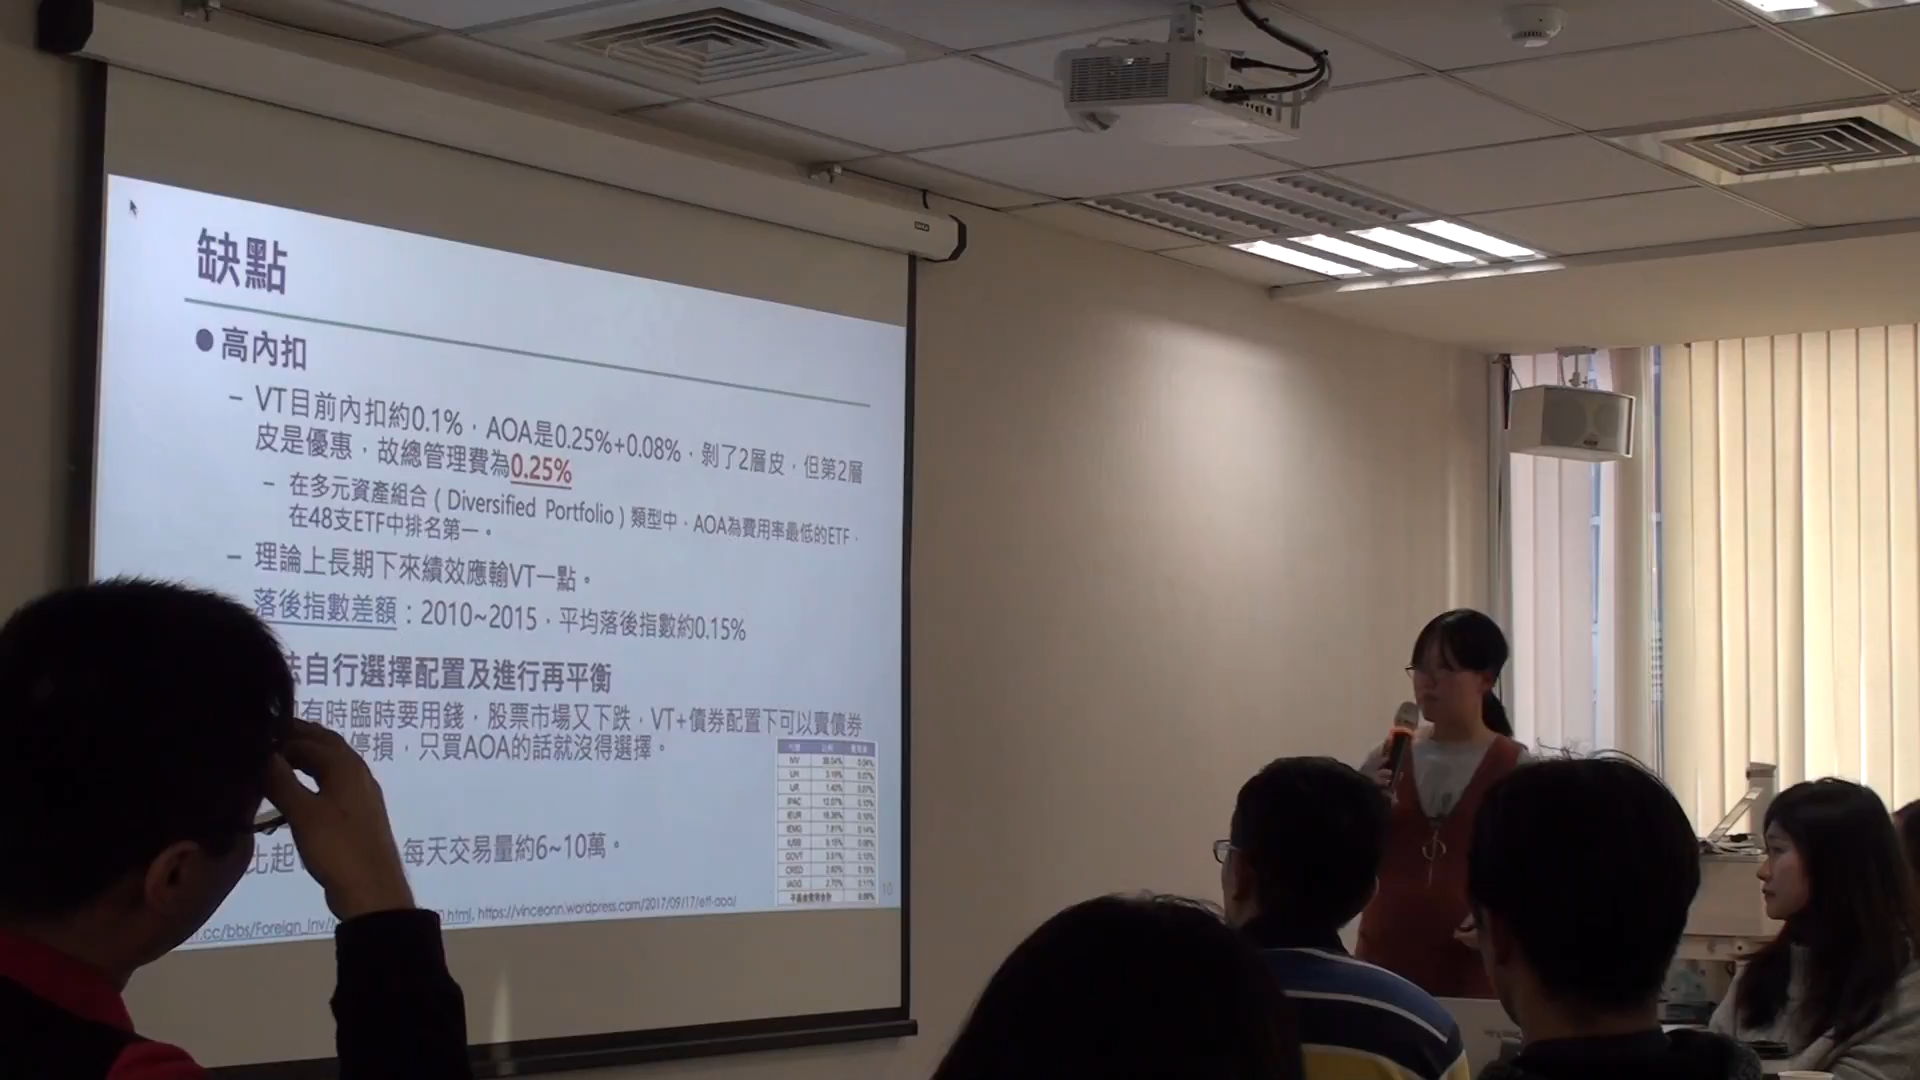 缺點
●高內扣
– VT目前內扣約0.1%，AOA是0.25%+0.08%，剝了2層皮，但第2層
皮是優惠，故總管理費為0.25%
– 在多元資產組合（Diversified Portfolio）類型中，AOA為費用率最低的ETF，
在48支ETF中排名第一。
– 理論上長期下來績效應輸VT一點。
落後指數差額：2010~2015，平均落後指數約0.15%
法自行選擇配置及進行再平衡
有時臨時要用錢，股票市場又下跌，VT+債券配置下可以賣債券
停損，只買AOA的話就沒得選擇。
比起
每天交易量約6~10萬。
.cc/bbs/Foreign_Inv/
.html, https://vinceonn.wordpress.com/2017/09/17/etf-aoa/
10